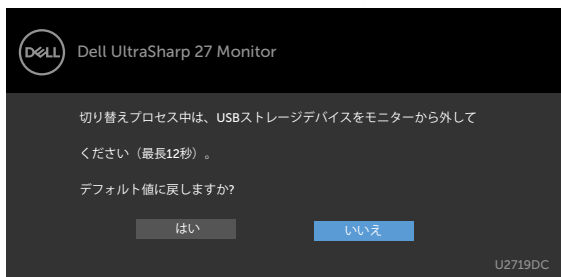 DELL
Dell UltraSharp 27 Monitor
切り替えプロセス中は、USBストレージデバイスをモニターから外して
ください（最長12秒）。
デフォルト値に戻しますか?
はい
いいえ
U2719DC